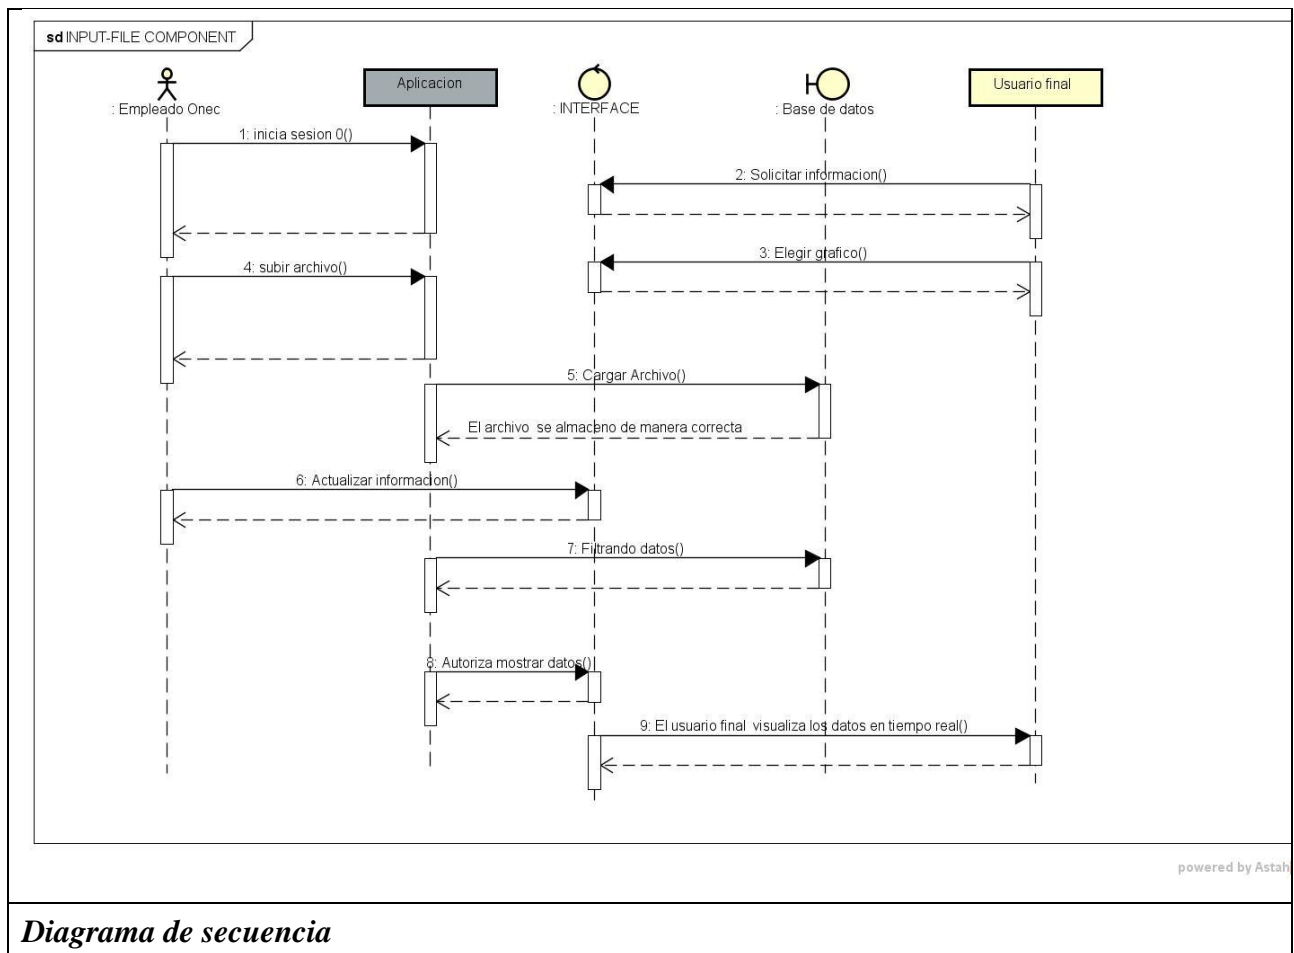 sd INPUT-FILE COMPONENT
: Empleado Onec
Aplicacion
: INTERFACE
: Base de datos
Usuario final
1: inicia sesion 0()
2: Solicitar informacion()
3: Elegir grafico()
4: subir archivo()
5: Cargar Archivo()
El archivo se almaceno de manera correcta
6: Actualizar informacion()
7: Filtrando datos()
8: Autoriza mostrar datos()
9: El usuario final visualiza los datos en tiempo real()
powered by Astah
Diagrama de secuencia